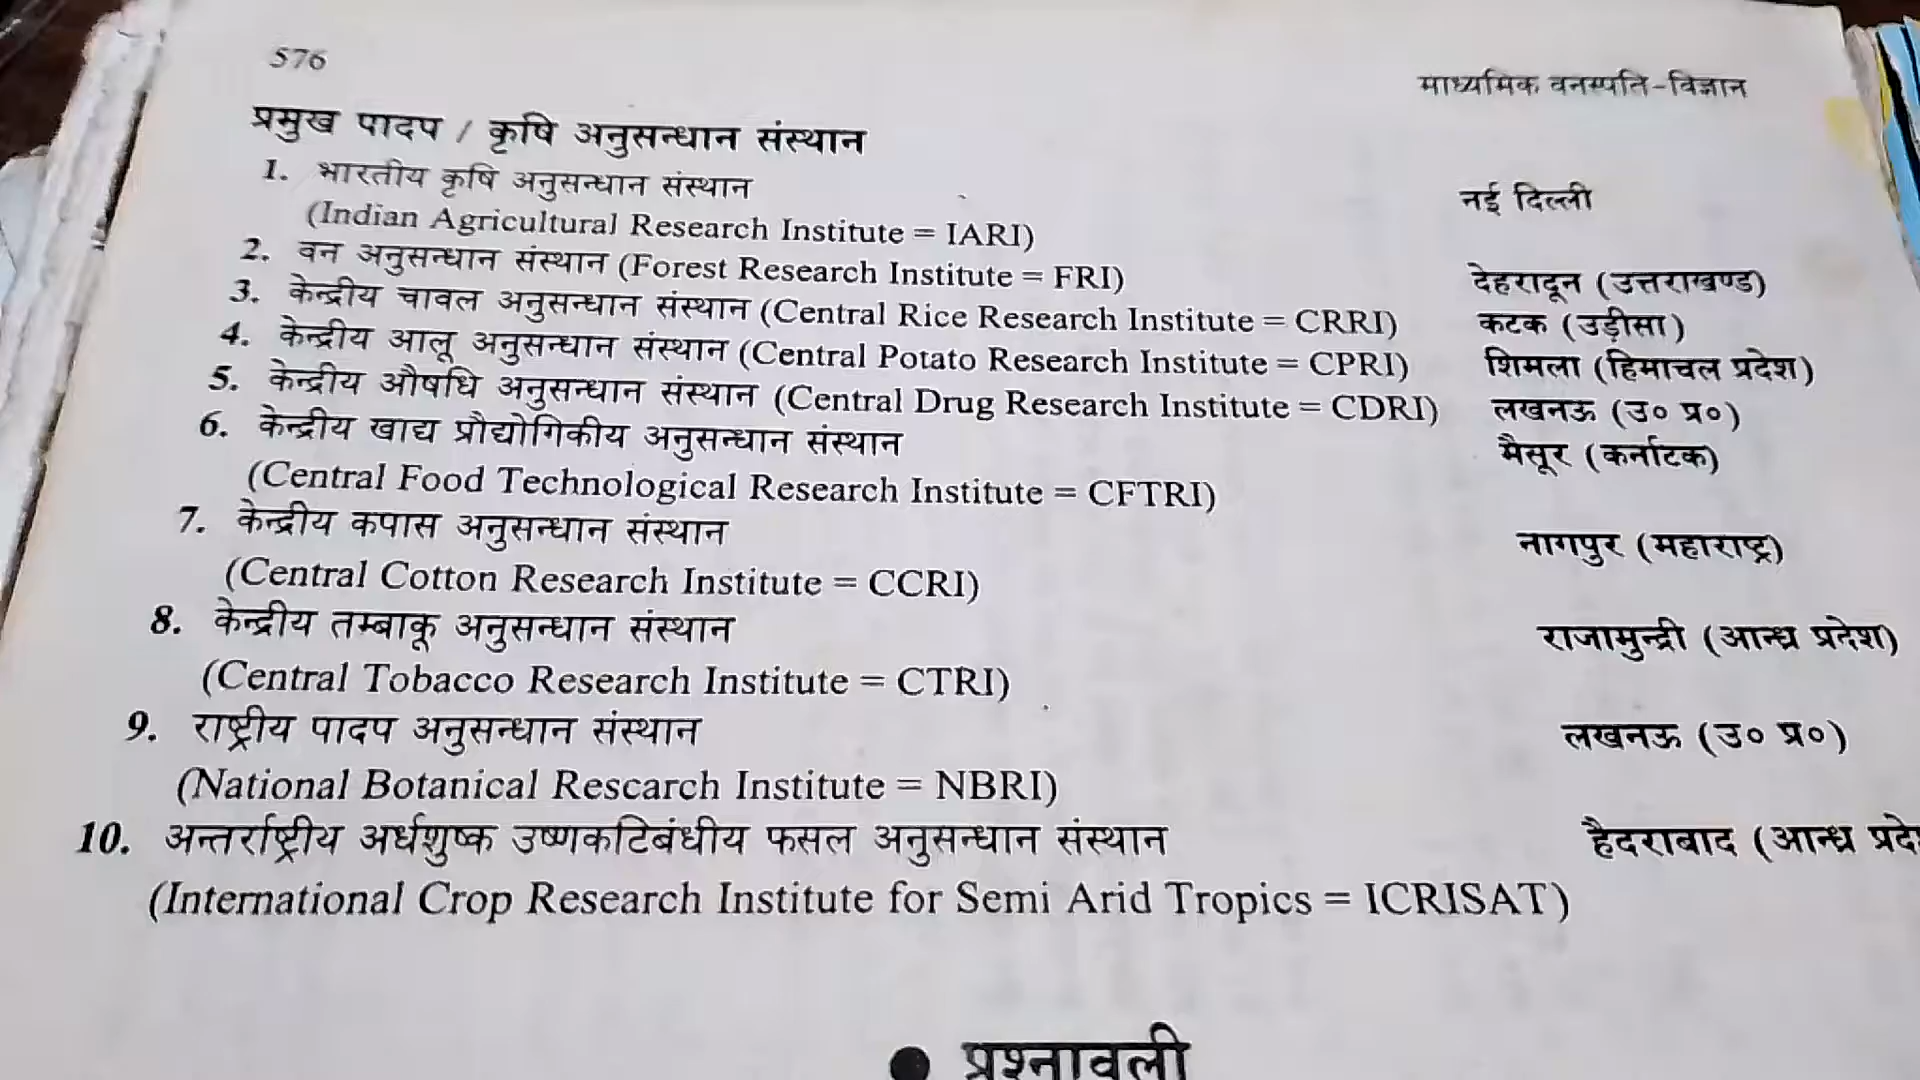 576
माध्यमिक वनस्पति-विज्ञान
प्रमुख पादप / कृषि अनुसन्धान संस्थान
1. भारतीय कृषि अनुसन्धान संस्थान नई दिल्ली
(Indian Agricultural Research Institute = IARI)
2. वन अनुसन्धान संस्थान (Forest Research Institute = FRI) देहरादून (उत्तराखण्ड)
3. केन्द्रीय चावल अनुसन्धान संस्थान (Central Rice Research Institute = CRRI) कटक (उड़ीसा)
4. केन्द्रीय आलू अनुसन्धान संस्थान (Central Potato Research Institute = CPRI) शिमला (हिमाचल प्रदेश)
5. केन्द्रीय औषधि अनुसन्धान संस्थान (Central Drug Research Institute = CDRI) लखनऊ (उ० प्र०)
6. केन्द्रीय खाद्य प्रौद्योगिकीय अनुसन्धान संस्थान मैसूर (कर्नाटक)
(Central Food Technological Research Institute = CFTRI)
7. केन्द्रीय कपास अनुसन्धान संस्थान नागपुर (महाराष्ट्र)
(Central Cotton Research Institute = CCRI)
8. केन्द्रीय तम्बाकू अनुसन्धान संस्थान राजामुन्द्री (आन्ध्र प्रदेश)
(Central Tobacco Research Institute = CTRI)
9. राष्ट्रीय पादप अनुसन्धान संस्थान लखनऊ (उ० प्र०)
(National Botanical Rescarch Institute = NBRI)
10. अन्तर्राष्ट्रीय अर्धशुष्क उष्णकटिबंधीय फसल अनुसन्धान संस्थान हैदराबाद (आन्ध्र प्रदे
(International Crop Research Institute for Semi Arid Tropics = ICRISAT)
● प्रश्नावली